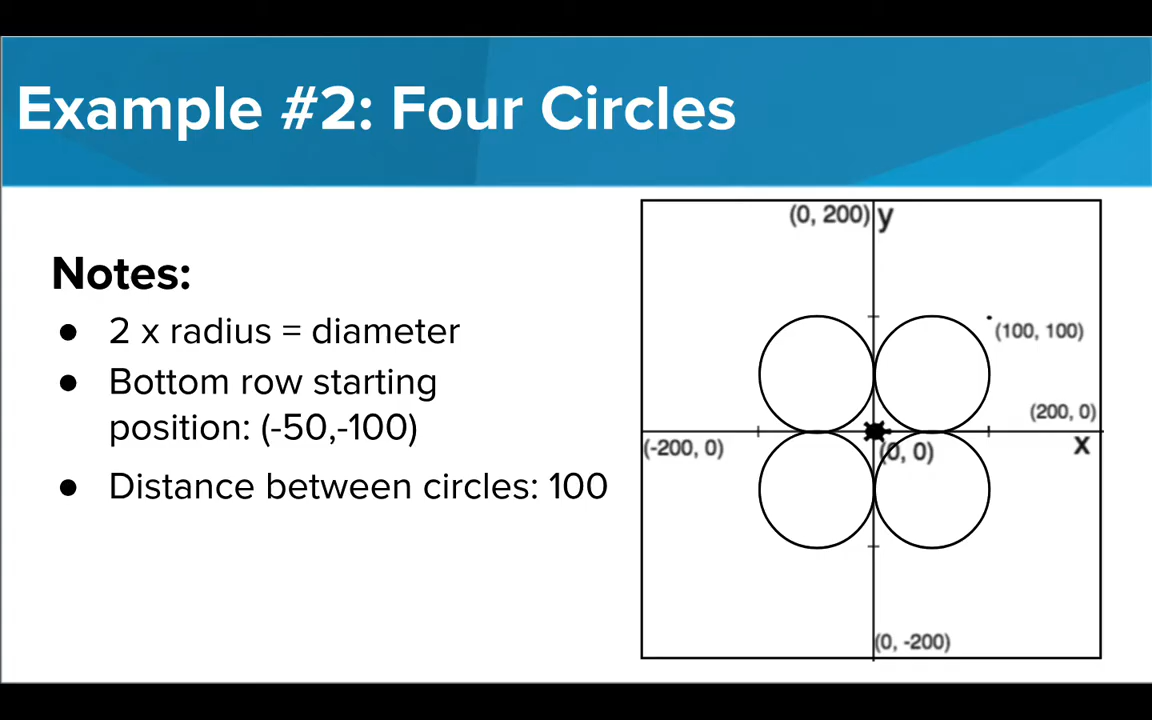 Example #2: Four Circles
Notes:
● 2 x radius = diameter
● Bottom row starting
position: (-50,-100)
● Distance between circles: 100
(0, 200) y
(100, 100)
(200, 0)
(-200, 0)
(0, 0)
x
(0, -200)